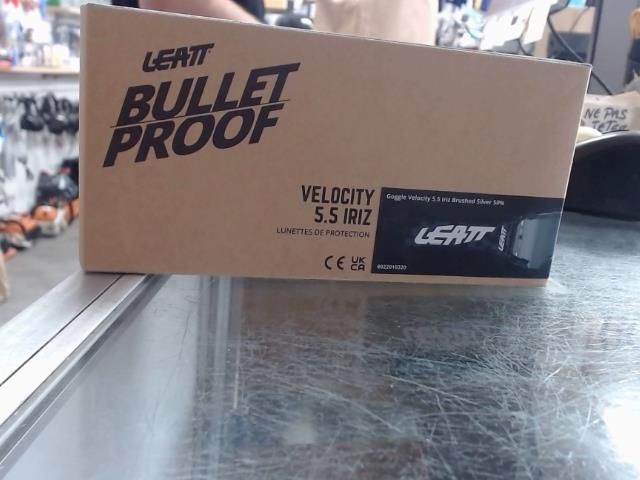 LEATT
BULLET
PROOF
VELOCITY
5.5 IRIZ
LUNETTES DE PROTECTION
CE UK
CA
Goggle Velocity 5.5 Iriz Brushed Silver 50%
LEATT
LEATT
8022010320
NE PAS